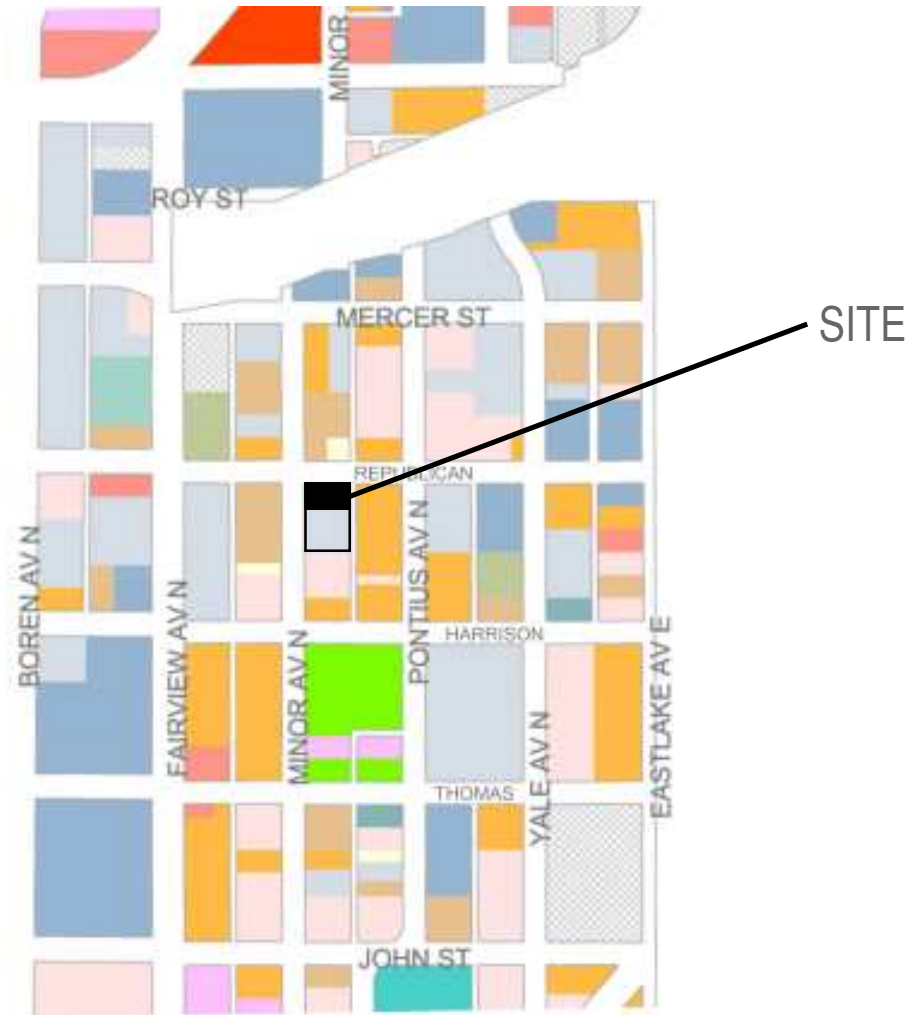 MINOR
ROY ST
MERCER ST
SITE
REPUBLICAN
BOREN AV N
FAIRVIEW AV N
MINOR AV N
PONTIUS AV N
HARRISON
YALE AV N
EASTLAKE AV E
THOMAS
JOHN ST